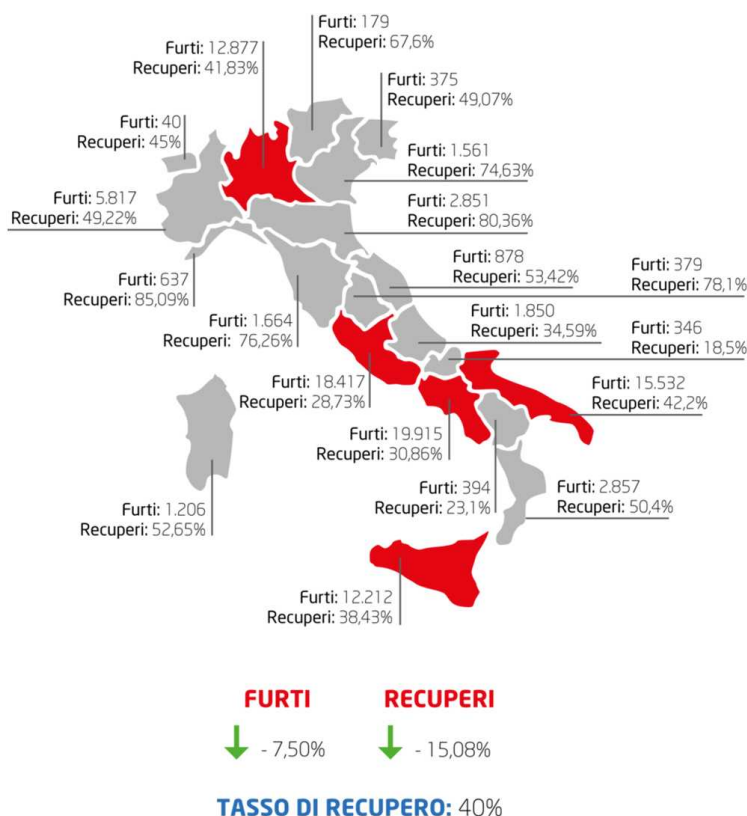 Furti: 179
Recuperi: 67,6%
Furti: 12.877
Recuperi: 41,83%
Furti: 375
Recuperi: 49,07%
Furti: 40
Recuperi: 45%
Furti: 1.561
Recuperi: 74,63%
Furti: 5.817
Recuperi: 49,22%
Furti: 2.851
Recuperi: 80,36%
Furti: 878
Recuperi: 53,42%
Furti: 379
Recuperi: 78,1%
Furti: 637
Recuperi: 85,09%
Furti: 1.850
Recuperi: 34,59%
Furti: 1.664
Recuperi: 76,26%
Furti: 346
Recuperi: 18,5%
Furti: 18.417
Recuperi: 28,73%
Furti: 15.532
Recuperi: 42,2%
Furti: 19.915
Recuperi: 30,86%
Furti: 394
Recuperi: 23,1%
Furti: 2.857
Recuperi: 50,4%
Furti: 1.206
Recuperi: 52,65%
Furti: 12.212
Recuperi: 38,43%
FURTI RECUPERI
- 7,50% - 15,08%
TASSO DI RECUPERO: 40%